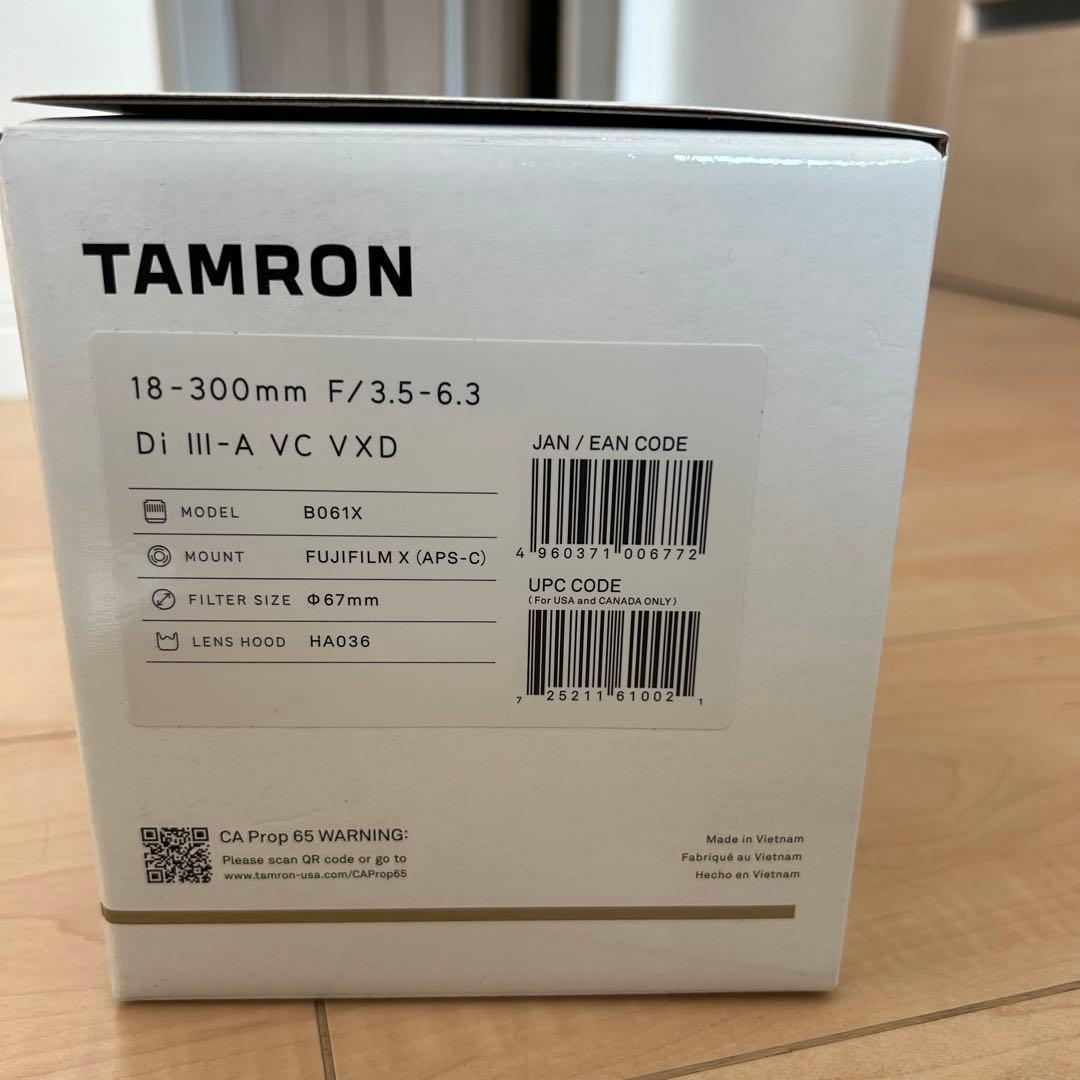 TAMRON
18-300mm F/3.5-6.3
Di III-A VC VXD
MODEL B061X
MOUNT FUJIFILM X (APS-C)
FILTER SIZE Φ67mm
LENS HOOD HA036
JAN / EAN CODE
4 960371 006772
UPC CODE
(For USA and CANADA ONLY)
7 25211 61002 1
CA Prop 65 WARNING:
Please scan QR code or go to
www.tamron-usa.com/CAProp65
Made in Vietnam
Fabriqué au Vietnam
Hecho en Vietnam